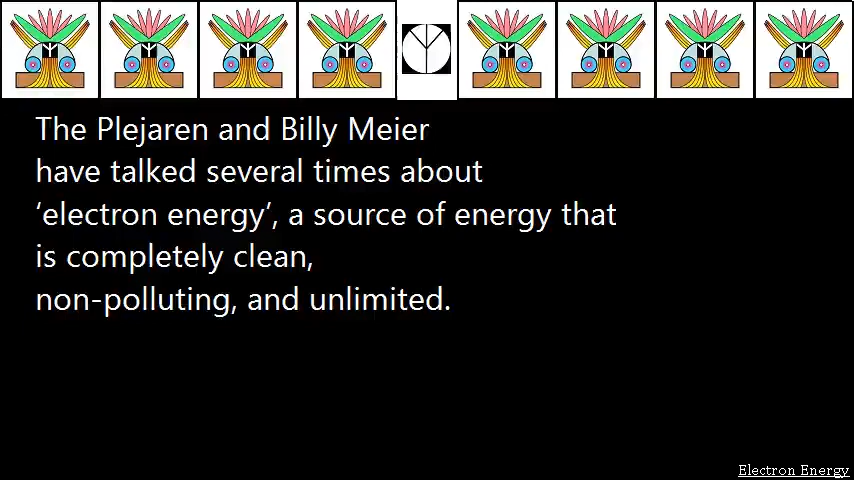 The Plejaren and Billy Meier
have talked several times about
‘electron energy’, a source of energy that
is completely clean,
non-polluting, and unlimited.
Electron Energy